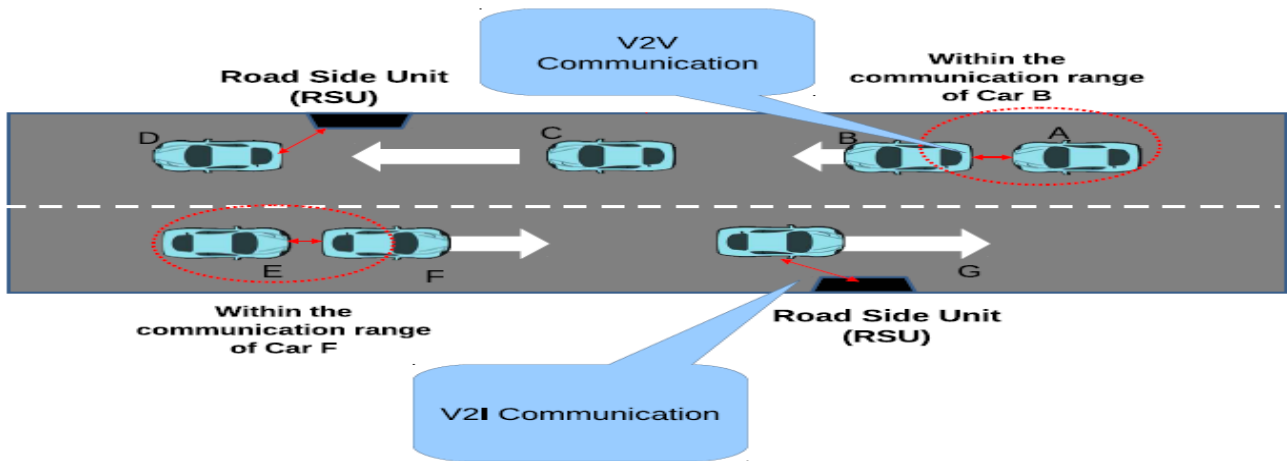 V2V
Communication
Within the
communication range
of Car B
Road Side Unit
(RSU)
D
C
B
A
E
F
G
Within the
communication range
of Car F
Road Side Unit
(RSU)
V2I Communication